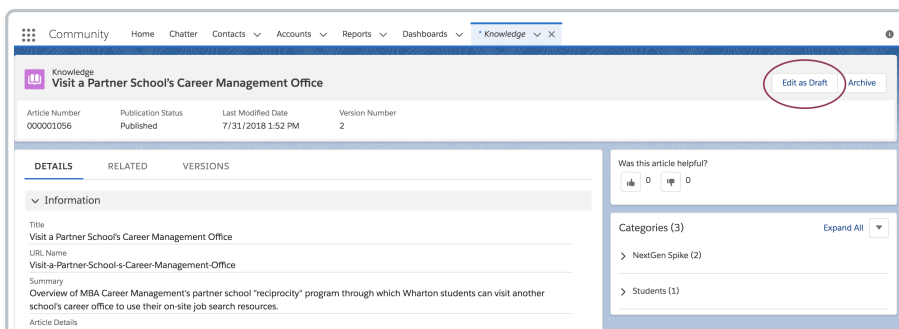 Community Home Chatter Contacts Accounts Reports Dashboards * Knowledge
Knowledge
Visit a Partner School's Career Management Office
Edit as Draft Archive
Article Number Publication Status Last Modified Date Version Number
000001056 Published 7/31/2018 1:52 PM 2
DETAILS RELATED VERSIONS
Information
Title
Visit a Partner School's Career Management Office
URL Name
Visit-a-Partner-School-s-Career-Management-Office
Summary
Overview of MBA Career Management's partner school "reciprocity" program through which Wharton students can visit another
school's career office to use their on-site job search resources.
Article Details
Was this article helpful?
0 0
Categories (3) Expand All
NextGen Spike (2)
Students (1)